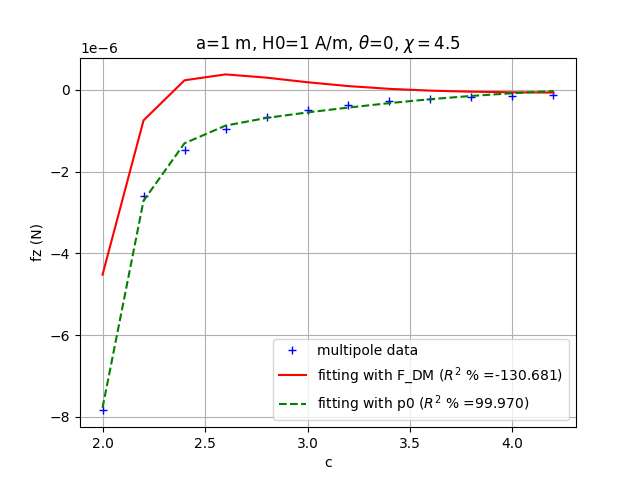 a=1 m, H0=1 A/m, θ=0, χ = 4.5
1e−6
0
−2
−4
−6
−8
fz (N)
multipole data
fitting with F_DM (R² % =-130.681)
fitting with p0 (R² % =99.970)
2.0 2.5 3.0 3.5 4.0
c